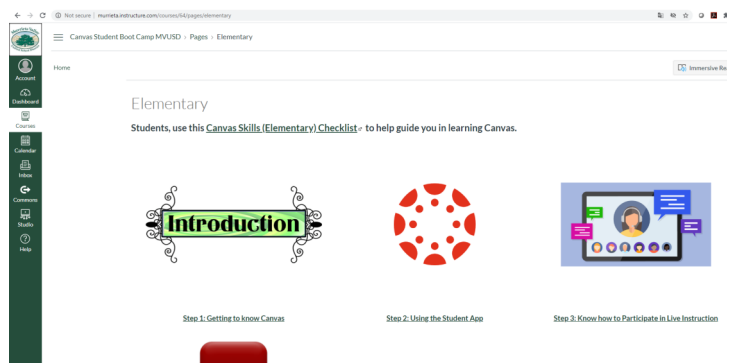 Not secure | murrieta.instructure.com/courses/64/pages/elementary
Canvas Student Boot Camp MVUSD > Pages > Elementary
Account
Dashboard
Courses
Calendar
Inbox
Commons
Studio
Help
Home
Immersive Re
Elementary
Students, use this Canvas Skills (Elementary) Checklist to help guide you in learning Canvas.
Introduction
Step 1: Getting to know Canvas
Step 2: Using the Student App
Step 3: Know how to Participate in Live Instruction